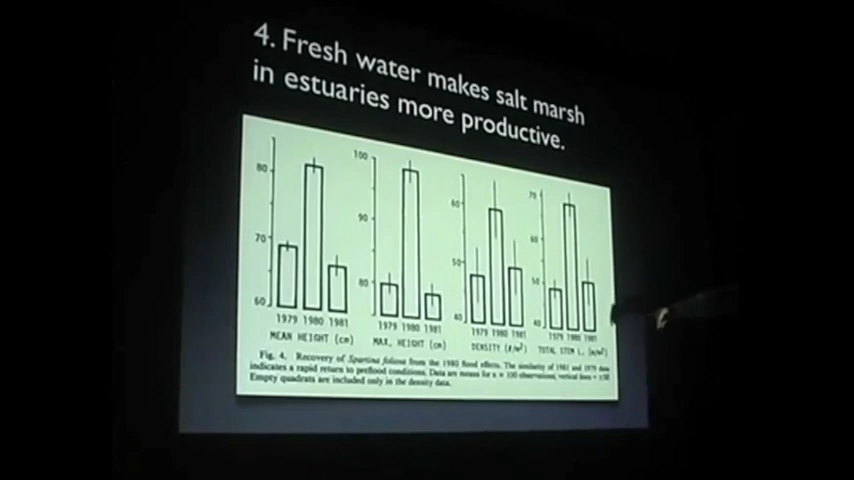 4. Fresh water makes salt marsh
in estuaries more productive.
80
70
60
1979 1980 1981
MEAN HEIGHT (cm)
100
90
80
1979 1980 1981
MAX. HEIGHT (cm)
60
50
40
1979 1980 1981
DENSITY (#/m²)
70
60
50
40
1979 1980 1981
TOTAL STEM L. (m/m²)
Fig. 4. Recovery of Spartina foliosa from the 1980 flood effects. The similarity of 1981 and 1979 data
indicates a rapid return to preflood conditions. Data are means for n = 100 observations; vertical lines =
Empty quadrats are included only in the density data.